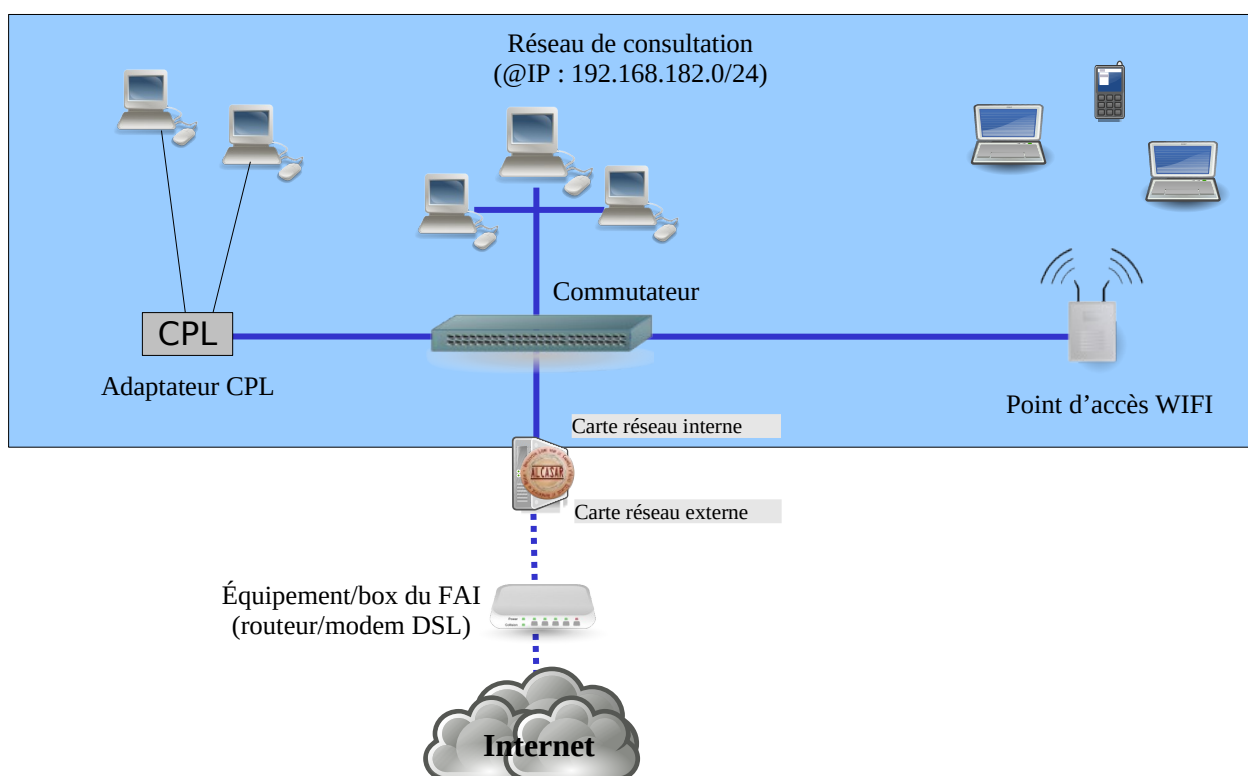 Réseau de consultation
(@IP : 192.168.182.0/24)
Commutateur
CPL
Adaptateur CPL
Point d’accès WIFI
Carte réseau interne
ALCASAR
Carte réseau externe
Équipement/box du FAI
(routeur/modem DSL)
Internet